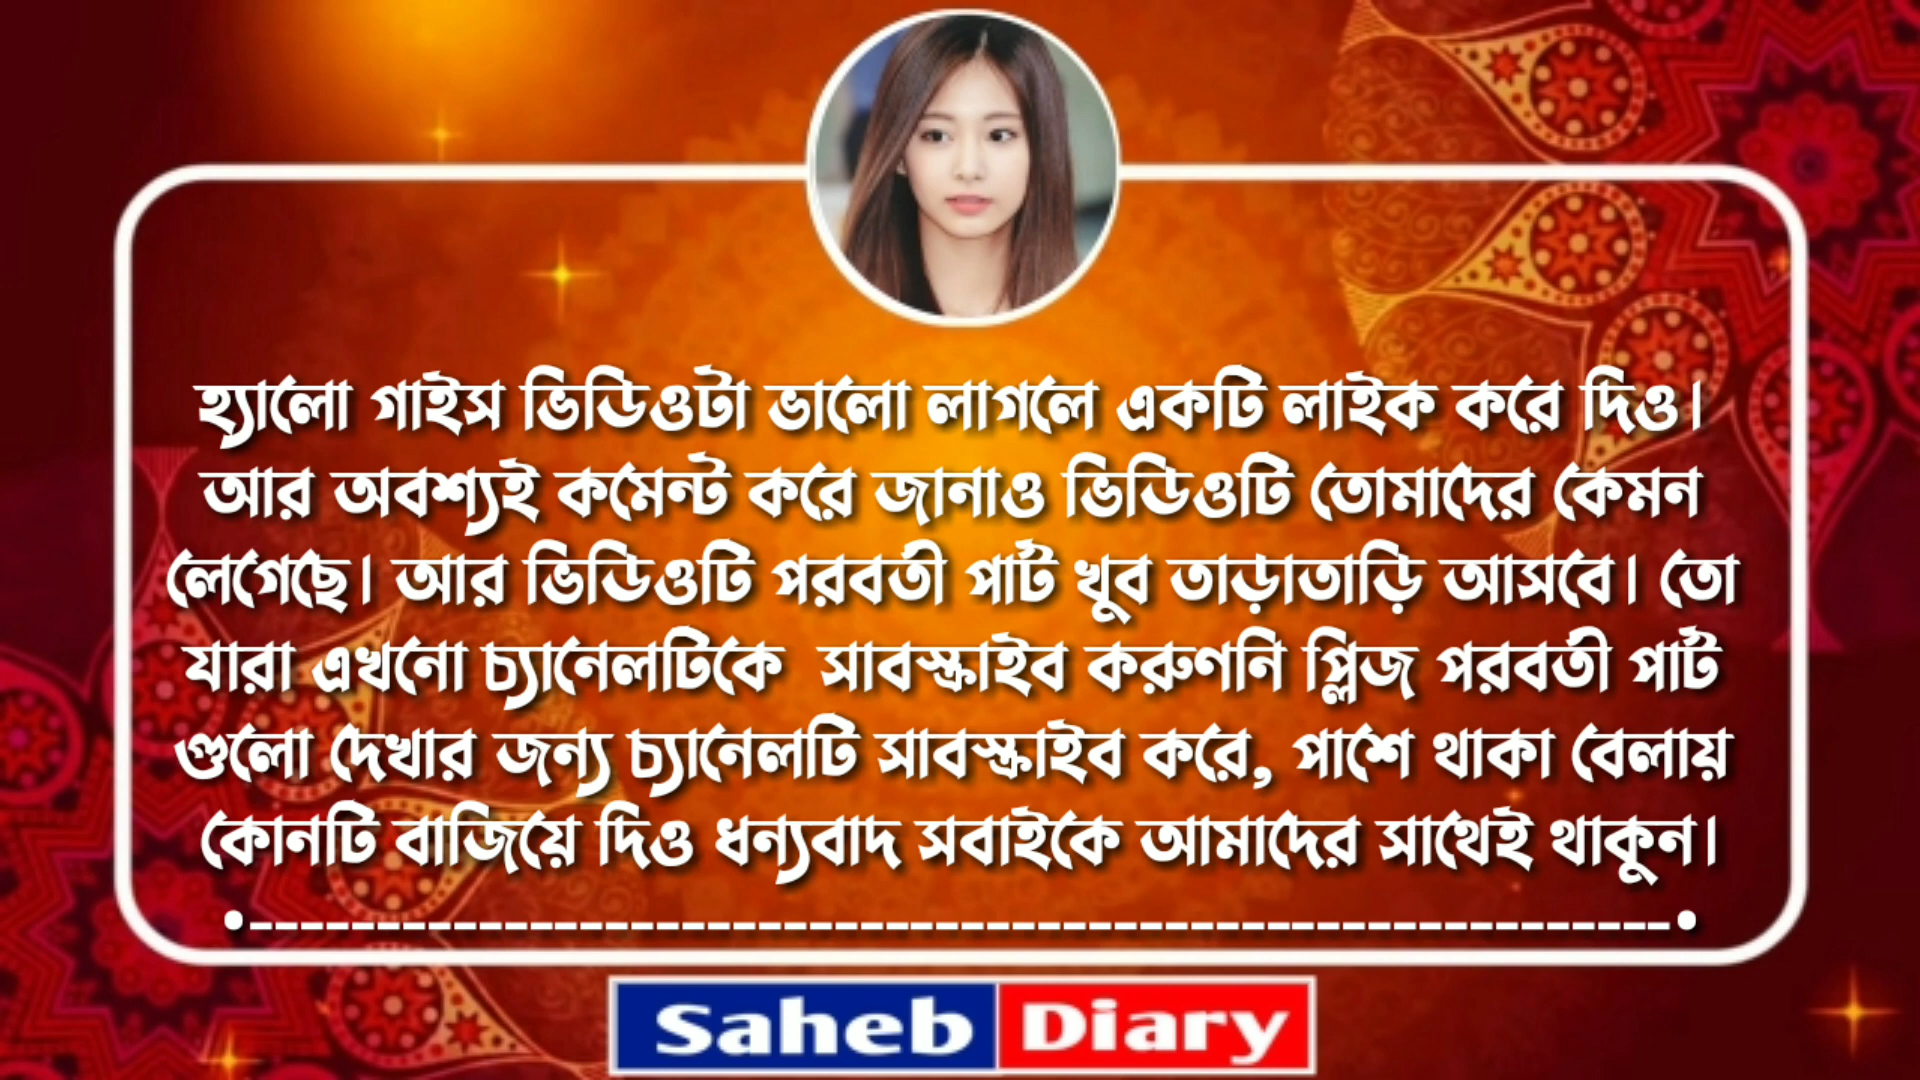 হ্যালো গাইস ভিডিওটা ভালো লাগলে একটি লাইক করে দিও।
আর অবশ্যই কমেন্ট করে জানাও ভিডিওটি তোমাদের কেমন
লেগেছে। আর ভিডিওটি পরবর্তী পার্ট খুব তাড়াতাড়ি আসবে। তো
যারা এখনো চ্যানেলটিকে সাবস্ক্রাইব করুণনি প্লিজ পরবর্তী পার্ট
গুলো দেখার জন্য চ্যানেলটি সাবস্ক্রাইব করে, পাশে থাকা বেলায়
কোনটি বাজিয়ে দিও ধন্যবাদ সবাইকে আমাদের সাথেই থাকুন।
Saheb Diary